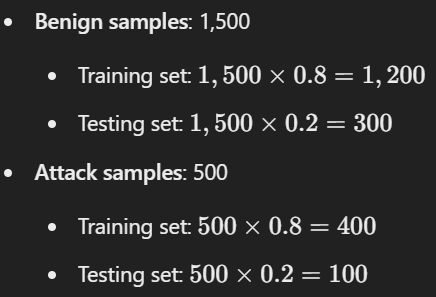 • Benign samples: 1,500
• Training set: 1,500 × 0.8 = 1,200
• Testing set: 1,500 × 0.2 = 300
• Attack samples: 500
• Training set: 500 × 0.8 = 400
• Testing set: 500 × 0.2 = 100